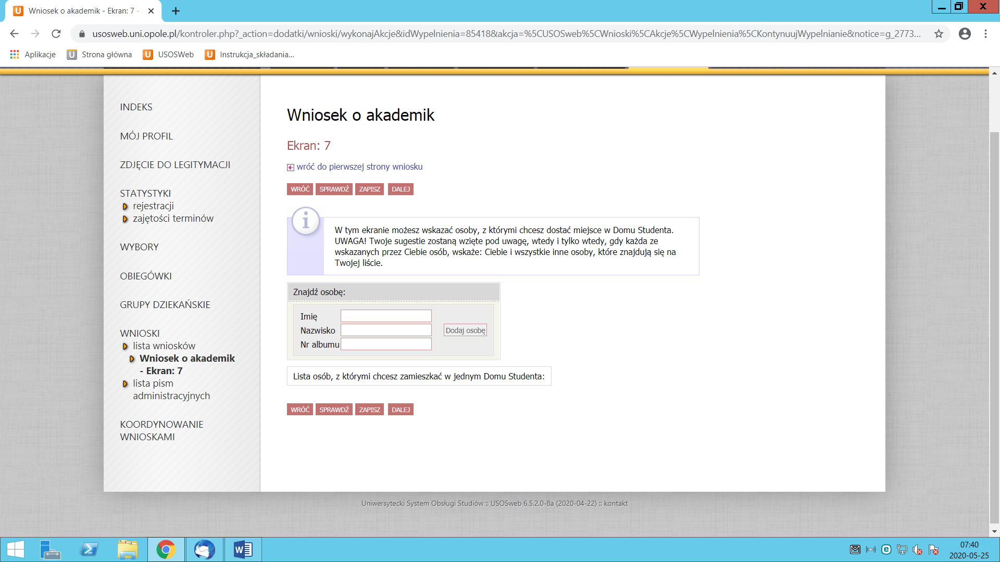 Wniosek o akademik - Ekran: 7 -
usosweb.uni.opole.pl/kontroler.php?_action=dodatki/wnioski/wykonajAkcje&idWypelnienia=85418&akcja=%5CUSOSweb%5CWnioski%5CAkcje%5CWypelnienia%5CKontynuujWypelnianie&notice=g_2773...
Aplikacje
Strona główna
USOSWeb
Instrukcja_składania...
INDEKS
MÓJ PROFIL
ZDJĘCIE DO LEGITYMACJI
STATYSTYKI
rejestracji
zajętości terminów
WYBORY
OBIEGÓWKI
GRUPY DZIEKAŃSKIE
WNIOSKI
lista wniosków
Wniosek o akademik
- Ekran: 7
lista pism
administracyjnych
KOORDYNOWANIE
WNIOSKAMI
Wniosek o akademik
Ekran: 7
wróć do pierwszej strony wniosku
WRÓĆ SPRAWDŹ ZAPISZ DALEJ
W tym ekranie możesz wskazać osoby, z którymi chcesz dostać miejsce w Domu Studenta.
UWAGA! Twoje sugestie zostaną wzięte pod uwagę, wtedy i tylko wtedy, gdy każda ze
wskazanych przez Ciebie osób, wskaże: Ciebie i wszystkie inne osoby, które znajdują się na
Twojej liście.
Znajdź osobę:
Imię
Nazwisko
Dodaj osobę
Nr albumu
Lista osób, z którymi chcesz zamieszkać w jednym Domu Studenta:
WRÓĆ SPRAWDŹ ZAPISZ DALEJ
Uniwersytecki System Obsługi Studiów :: USOSweb 6.5.2.0-8a (2020-04-22) :: kontakt
07:40
2020-05-25